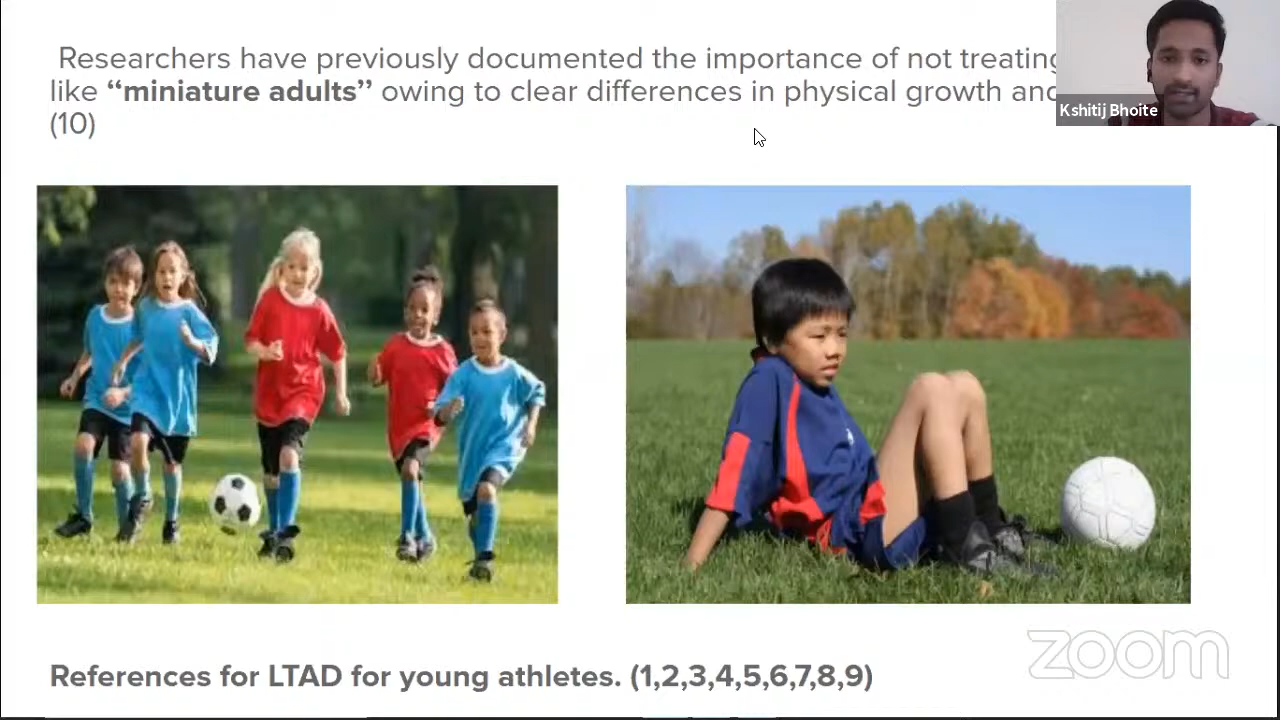 Researchers have previously documented the importance of not treating
like “miniature adults” owing to clear differences in physical growth and
(10)
Kshitij Bhoite
References for LTAD for young athletes. (1,2,3,4,5,6,7,8,9)
zoom